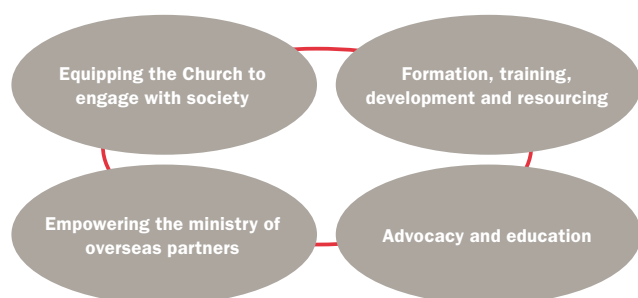 Equipping the Church to
engage with society
Formation, training,
development and resourcing
Empowering the ministry of
overseas partners
Advocacy and education